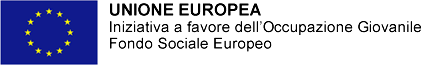 UNIONE EUROPEA
Iniziativa a favore dell'Occupazione Giovanile
Fondo Sociale Europeo